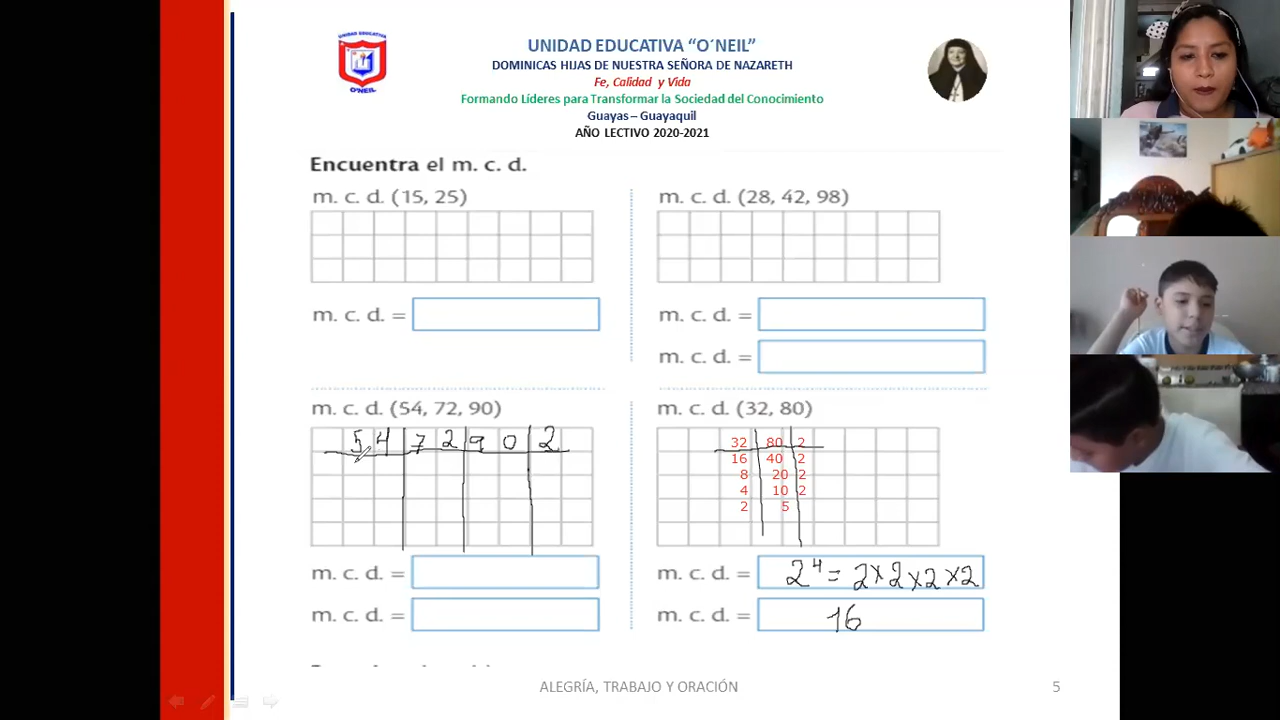 UNIDAD EDUCATIVA
O'NEIL
UNIDAD EDUCATIVA “O´NEIL”
DOMINICAS HIJAS DE NUESTRA SEÑORA DE NAZARETH
Fe, Calidad y Vida
Formando Líderes para Transformar la Sociedad del Conocimiento
Guayas – Guayaquil
AÑO LECTIVO 2020-2021
Encuentra el m. c. d.
m. c. d. (15, 25)
m. c. d. =
m. c. d. (28, 42, 98)
m. c. d. =
m. c. d. =
m. c. d. (54, 72, 90)
54 72 90 2
m. c. d. =
m. c. d. =
m. c. d. (32, 80)
32 80 2
16 40 2
8 20 2
4 10 2
2 5
m. c. d. = 2⁴ = 2x2x2x2
m. c. d. = 16
ALEGRÍA, TRABAJO Y ORACIÓN
5